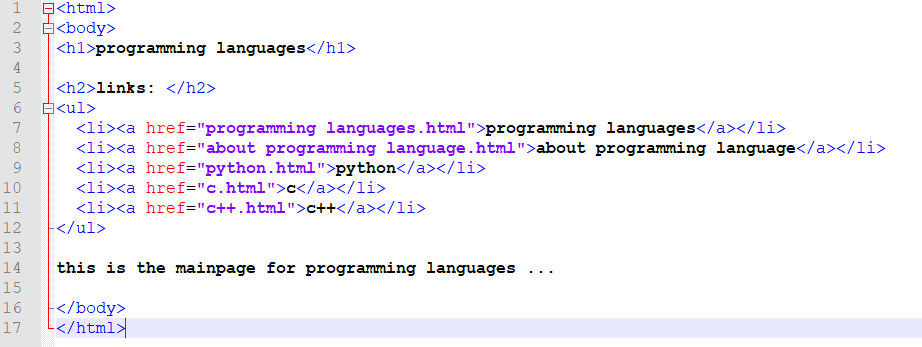 1 <html>
2 <body>
3 <h1>programming languages</h1>
4
5 <h2>links: </h2>
6 <ul>
7   <li><a href="programming languages.html">programming languages</a></li>
8   <li><a href="about programming language.html">about programming language</a></li>
9   <li><a href="python.html">python</a></li>
10   <li><a href="c.html">c</a></li>
11   <li><a href="c++.html">c++</a></li>
12 </ul>
13
14 this is the mainpage for programming languages ...
15
16 </body>
17 </html>